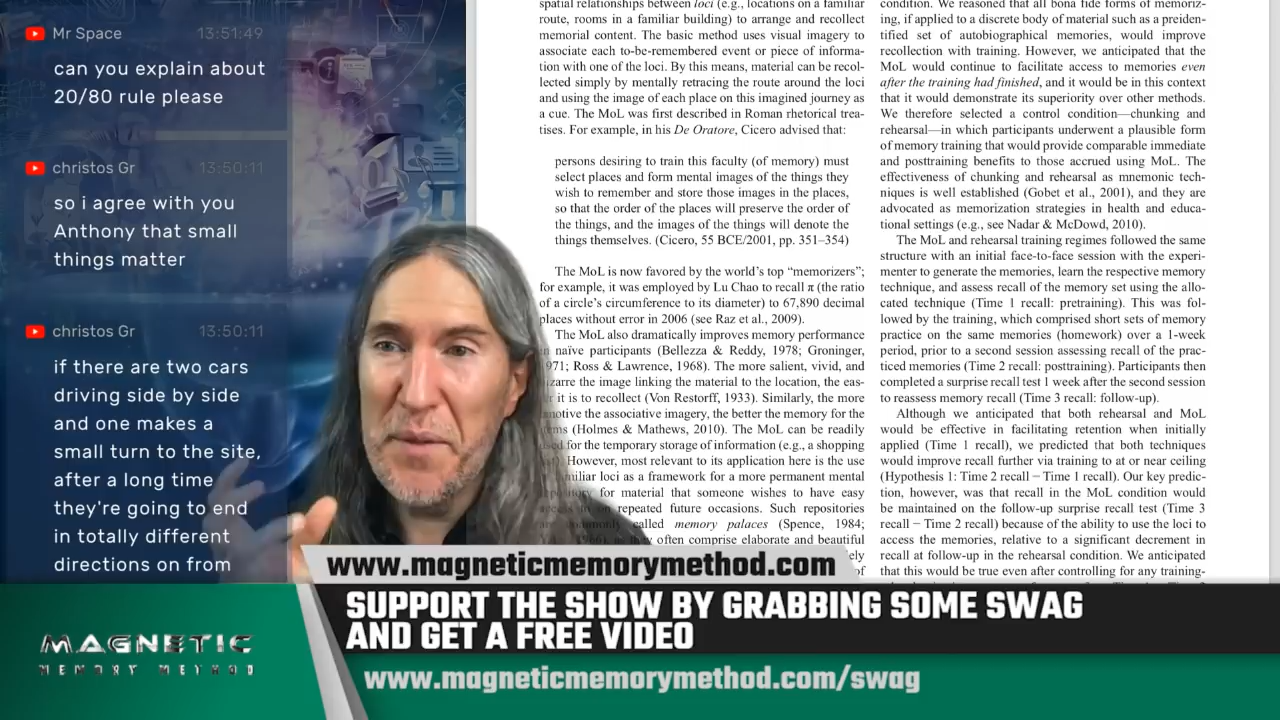 Mr Space 13:51:49
can you explain about
20/80 rule please
christos Gr 13:50:11
so i agree with you
Anthony that small
things matter
christos Gr 13:50:11
if there are two cars
driving side by side
and one makes a
small turn to the site,
after a long time
they're going to end
in totally different
directions on from
spatial relationships between loci (e.g., locations on a familiar
route, rooms in a familiar building) to arrange and recollect
memorial content. The basic method uses visual imagery to
associate each to-be-remembered event or piece of informa-
tion with one of the loci. By this means, material can be recol-
lected simply by mentally retracing the route around the loci
and using the image of each place on this imagined journey as
a cue. The MoL was first described in Roman rhetorical trea-
tises. For example, in his De Oratore, Cicero advised that:
persons desiring to train this faculty (of memory) must
select places and form mental images of the things they
wish to remember and store those images in the places,
so that the order of the places will preserve the order of
the things, and the images of the things will denote the
things themselves. (Cicero, 55 BCE/2001, pp. 351–354)
The MoL is now favored by the world's top “memorizers”;
for example, it was employed by Lu Chao to recall π (the ratio
of a circle's circumference to its diameter) to 67,890 decimal
places without error in 2006 (see Raz et al., 2009).
The MoL also dramatically improves memory performance
naïve participants (Bellezza & Reddy, 1978; Groninger,
1971; Ross & Lawrence, 1968). The more salient, vivid, and
the image linking the material to the location, the eas-
it is to recollect (Von Restorff, 1933). Similarly, the more
the associative imagery, the better the memory for the
(Holmes & Mathews, 2010). The MoL can be readily
for the temporary storage of information (e.g., a shopping
However, most relevant to its application here is the use
familiar loci as a framework for a more permanent mental
for material that someone wishes to have easy
on repeated future occasions. Such repositories
called memory palaces (Spence, 1984;
they often comprise elaborate and beautiful
of
condition. We reasoned that all bona fide forms of memoriz-
ing, if applied to a discrete body of material such as a preiden-
tified set of autobiographical memories, would improve
recollection with training. However, we anticipated that the
MoL would continue to facilitate access to memories even
after the training had finished, and it would be in this context
that it would demonstrate its superiority over other methods.
We therefore selected a control condition—chunking and
rehearsal—in which participants underwent a plausible form
of memory training that would provide comparable immediate
and posttraining benefits to those accrued using MoL. The
effectiveness of chunking and rehearsal as mnemonic tech-
niques is well established (Gobet et al., 2001), and they are
advocated as memorization strategies in health and educa-
tional settings (e.g., see Nadar & McDowd, 2010).
The MoL and rehearsal training regimes followed the same
structure with an initial face-to-face session with the experi-
menter to generate the memories, learn the respective memory
technique, and assess recall of the memory set using the allo-
cated technique (Time 1 recall: pretraining). This was fol-
lowed by the training, which comprised short sets of memory
practice on the same memories (homework) over a 1-week
period, prior to a second session assessing recall of the prac-
ticed memories (Time 2 recall: posttraining). Participants then
completed a surprise recall test 1 week after the second session
to reassess memory recall (Time 3 recall: follow-up).
Although we anticipated that both rehearsal and MoL
would be effective in facilitating retention when initially
applied (Time 1 recall), we predicted that both techniques
would improve recall further via training to at or near ceiling
(Hypothesis 1: Time 2 recall − Time 1 recall). Our key predic-
tion, however, was that recall in the MoL condition would
be maintained on the follow-up surprise recall test (Time 3
recall − Time 2 recall) because of the ability to use the loci to
access the memories, relative to a significant decrement in
recall at follow-up in the rehearsal condition. We anticipated
that this would be true even after controlling for any training-
www.magneticmemorymethod.com
SUPPORT THE SHOW BY GRABBING SOME SWAG
AND GET A FREE VIDEO
www.magneticmemorymethod.com/swag
MAGNETIC
MEMORY METHOD